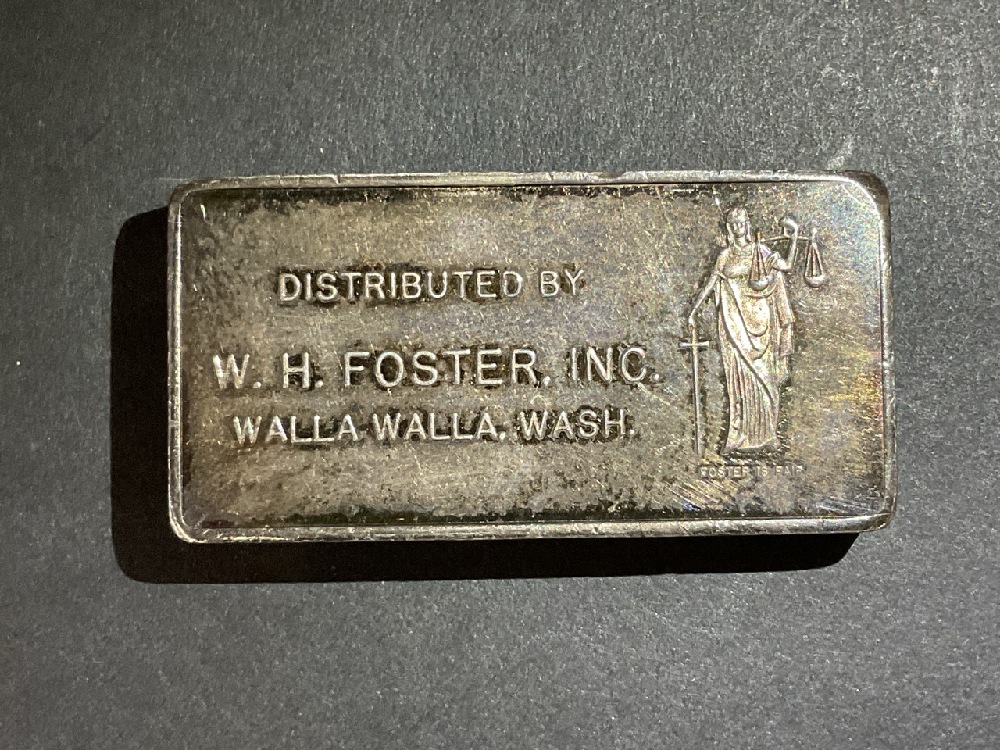 DISTRIBUTED BY
W. H. FOSTER, INC.
WALLA WALLA, WASH.
FOSTER IS FAIR